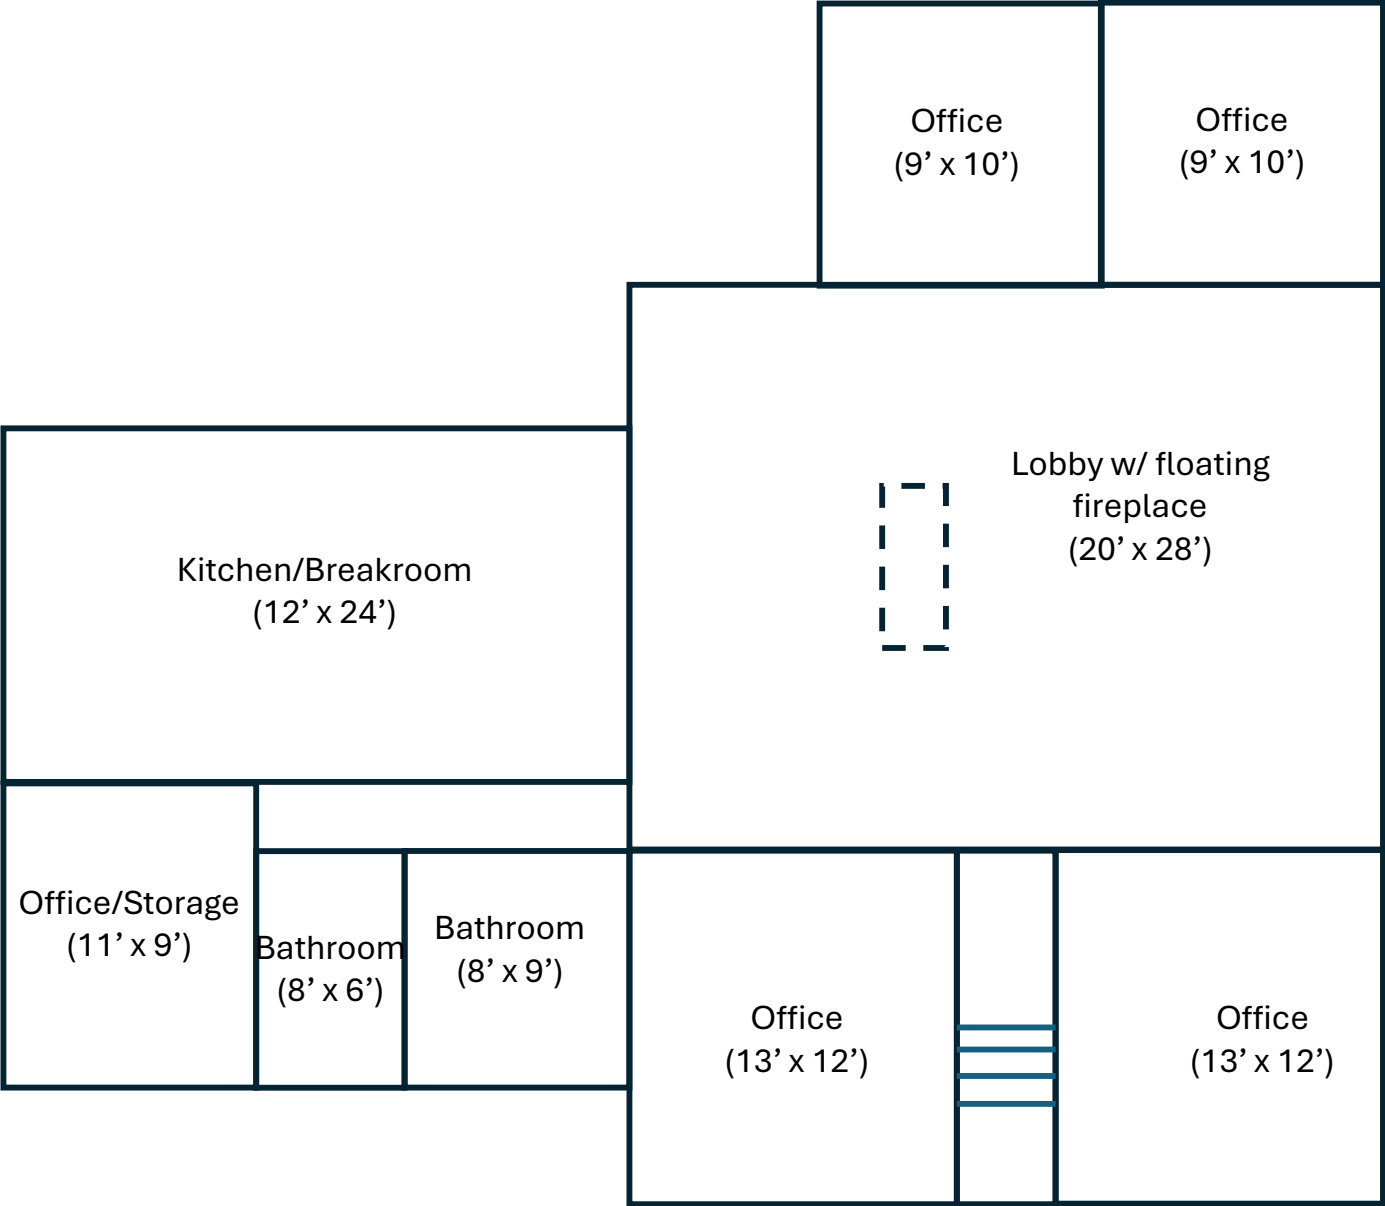 Office
(9’ x 10’)
Office
(9’ x 10’)
Lobby w/ floating
fireplace
(20’ x 28’)
Kitchen/Breakroom
(12’ x 24’)
Office/Storage
(11’ x 9’)
Bathroom
(8’ x 6’)
Bathroom
(8’ x 9’)
Office
(13’ x 12’)
Office
(13’ x 12’)